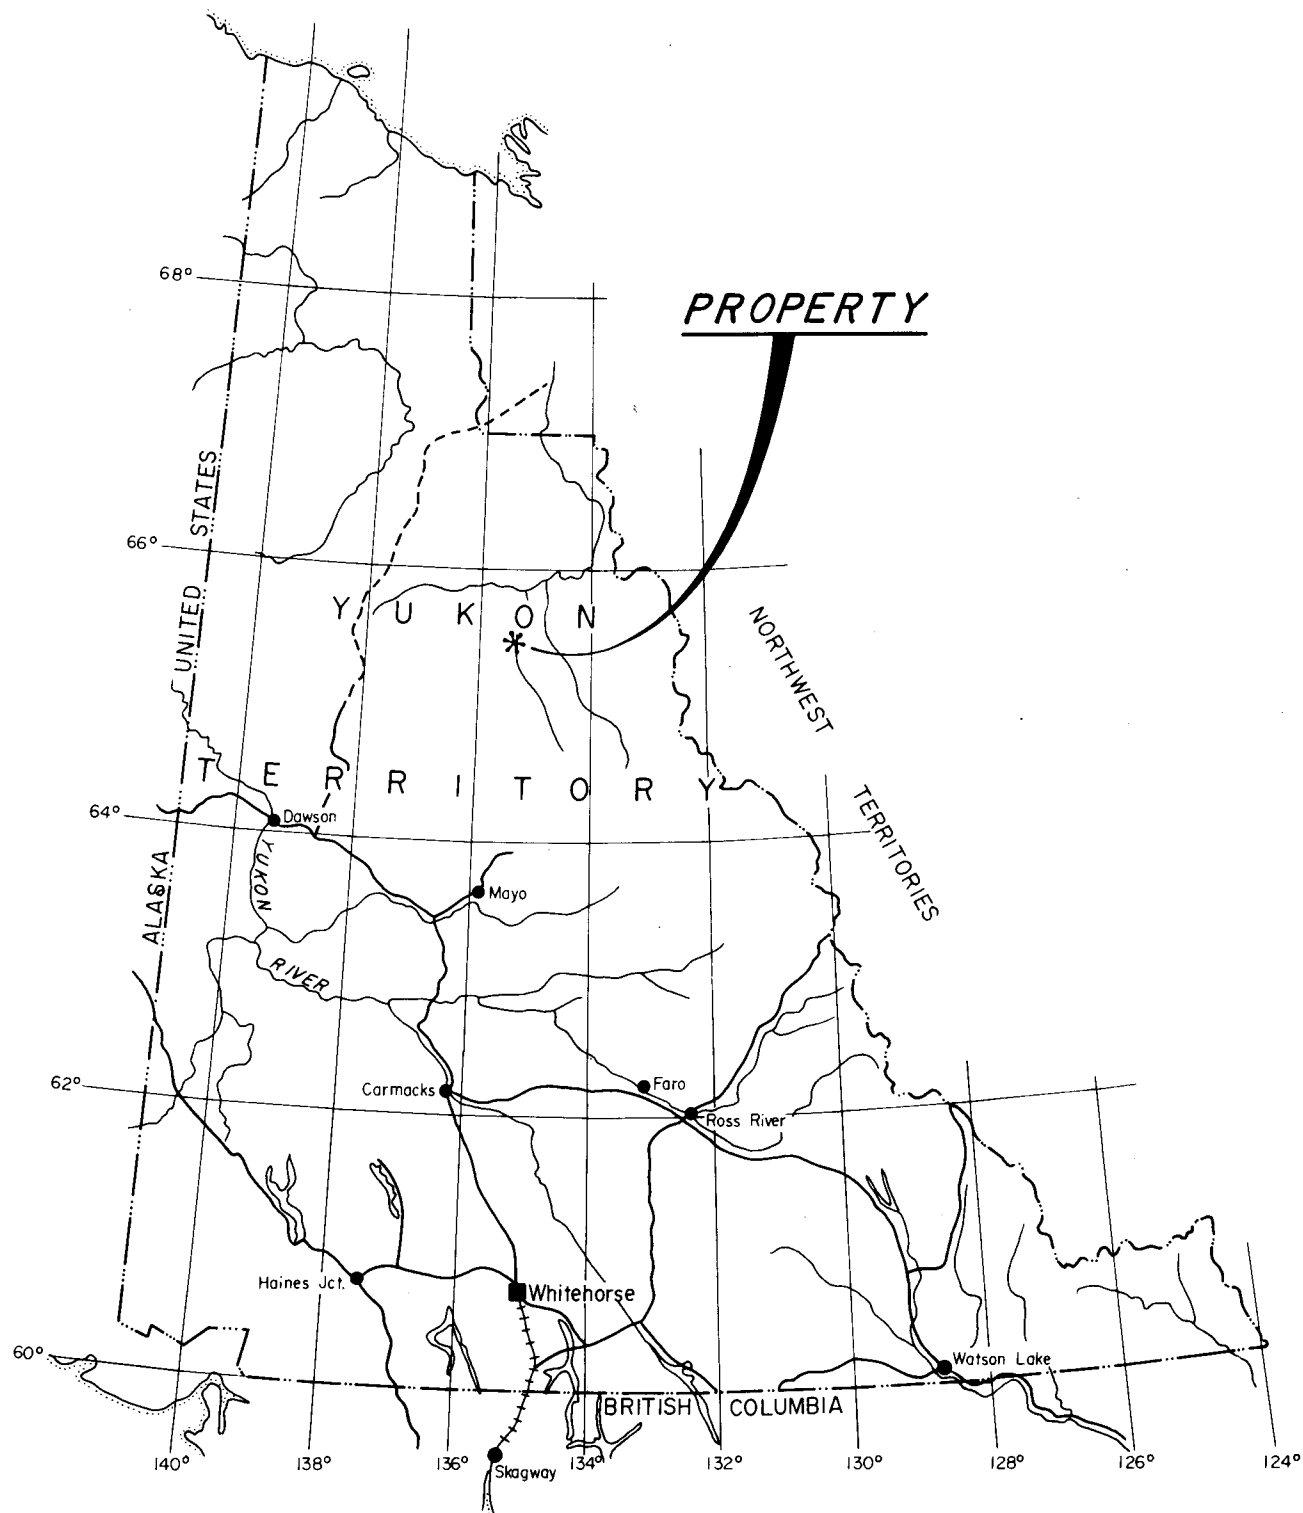 68°
PROPERTY
66°
UNITED STATES
YUKON
NORTHWEST
TERRITORY
TERRITORIES
64°
Dawson
YUKON
Mayo
ALASKA
RIVER
62°
Carmacks
Faro
Ross River
Haines Jct.
Whitehorse
60°
Watson Lake
BRITISH COLUMBIA
140°
138°
136°
134°
132°
130°
128°
126°
124°
Skagway